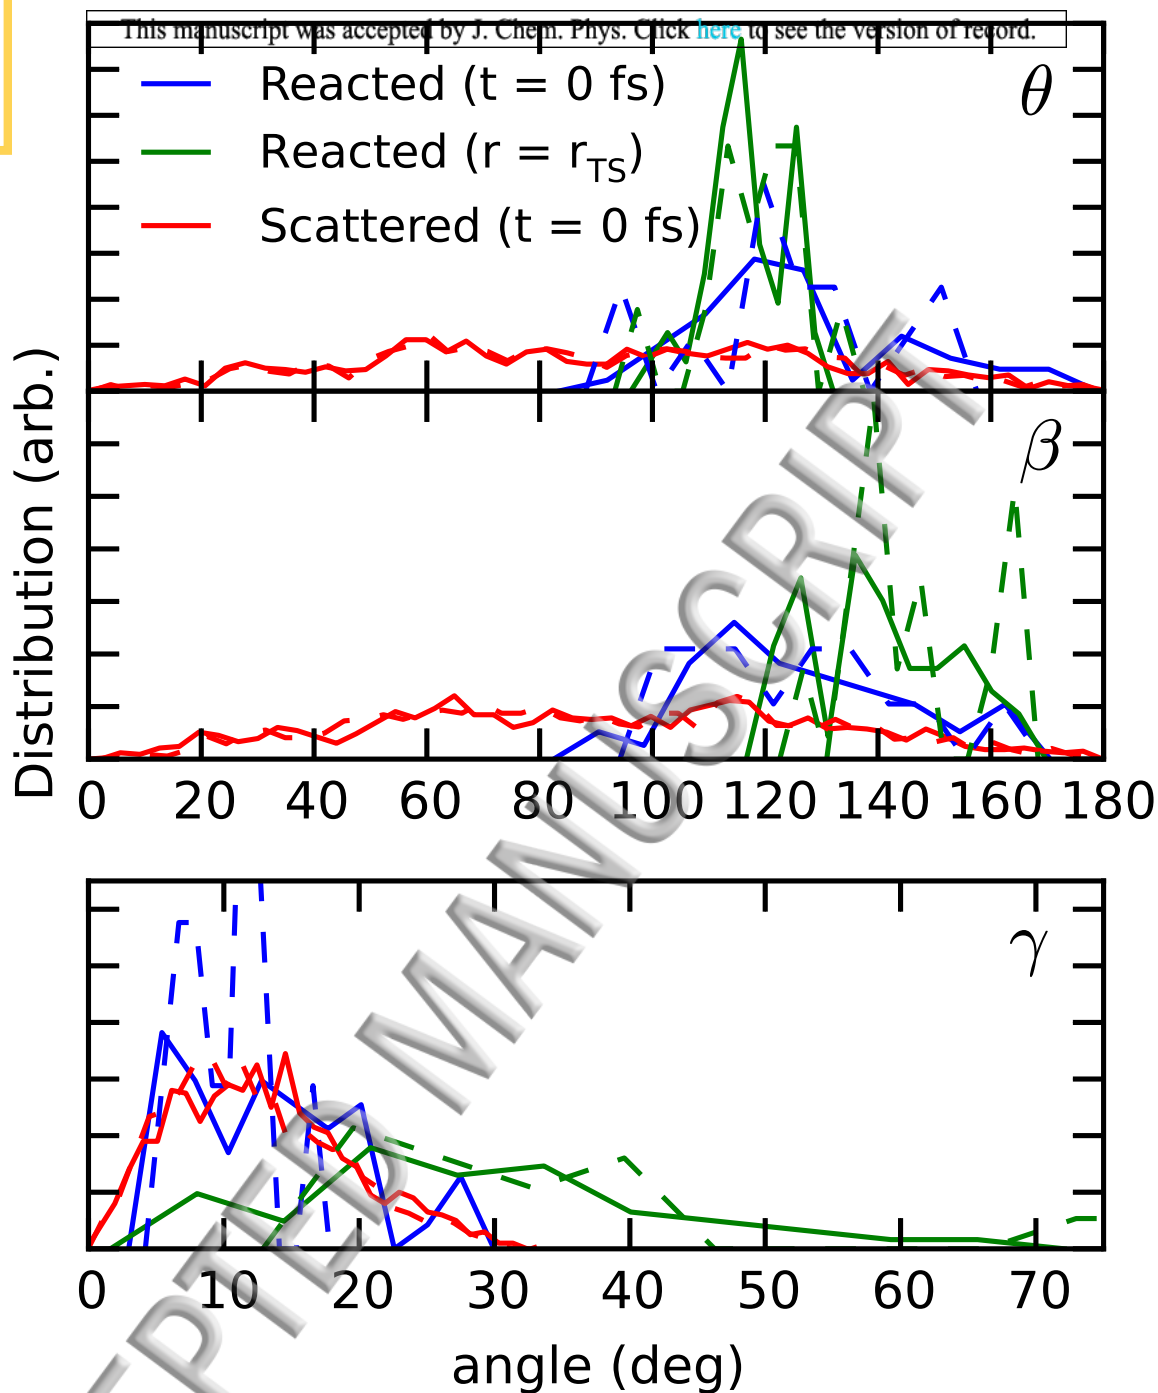 This manuscript was accepted by J. Chem. Phys. Click here to see the version of record.
Reacted (t = 0 fs)
Reacted (r = r_TS)
Scattered (t = 0 fs)
θ
β
Distribution (arb.)
0 20 40 60 80 100 120 140 160 180
γ
0 10 20 30 40 50 60 70
angle (deg)
EPTED MANUSCRIPT